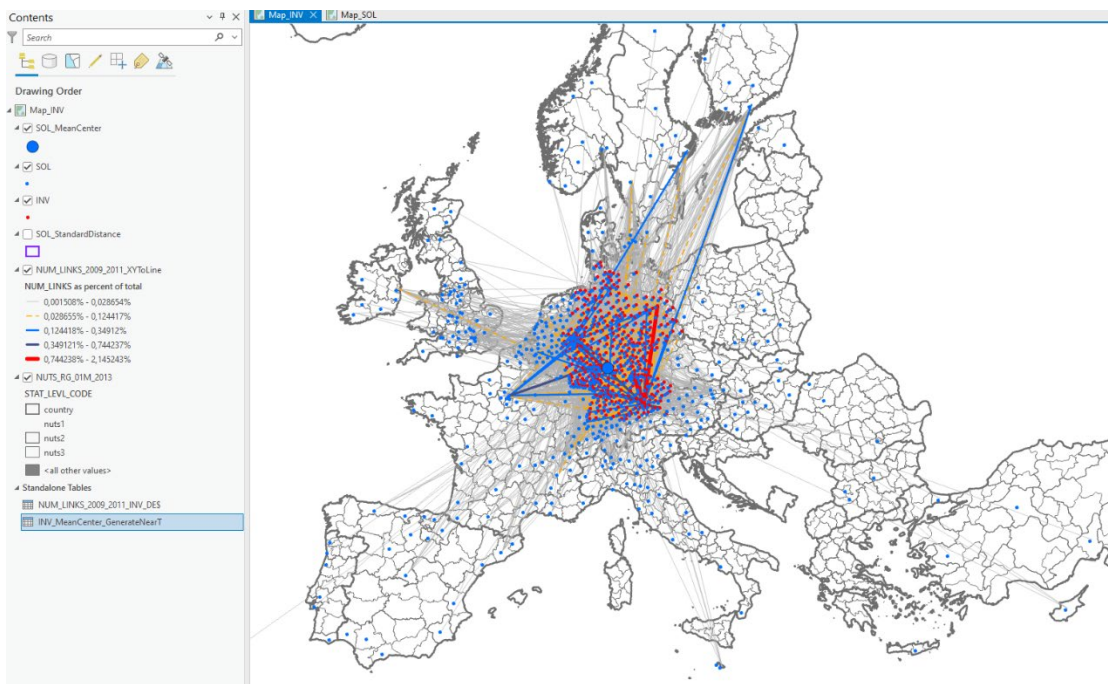 Contents
Search
Drawing Order
Map_INV
SOL_MeanCenter
SOL
INV
SOL_StandardDistance
NUM_LINKS_2009_2011_XYToLine
NUM_LINKS as percent of total
0,001508% - 0,028654%
0,028655% - 0,124417%
0,124418% - 0,34912%
0,349121% - 0,744237%
0,744238% - 2,145243%
NUTS_RG_01M_2013
STAT_LEVL_CODE
country
nuts1
nuts2
nuts3
<all other values>
Standalone Tables
NUM_LINKS_2009_2011_INV_DE$
INV_MeanCenter_GenerateNearT
Map_INV
Map_SOL